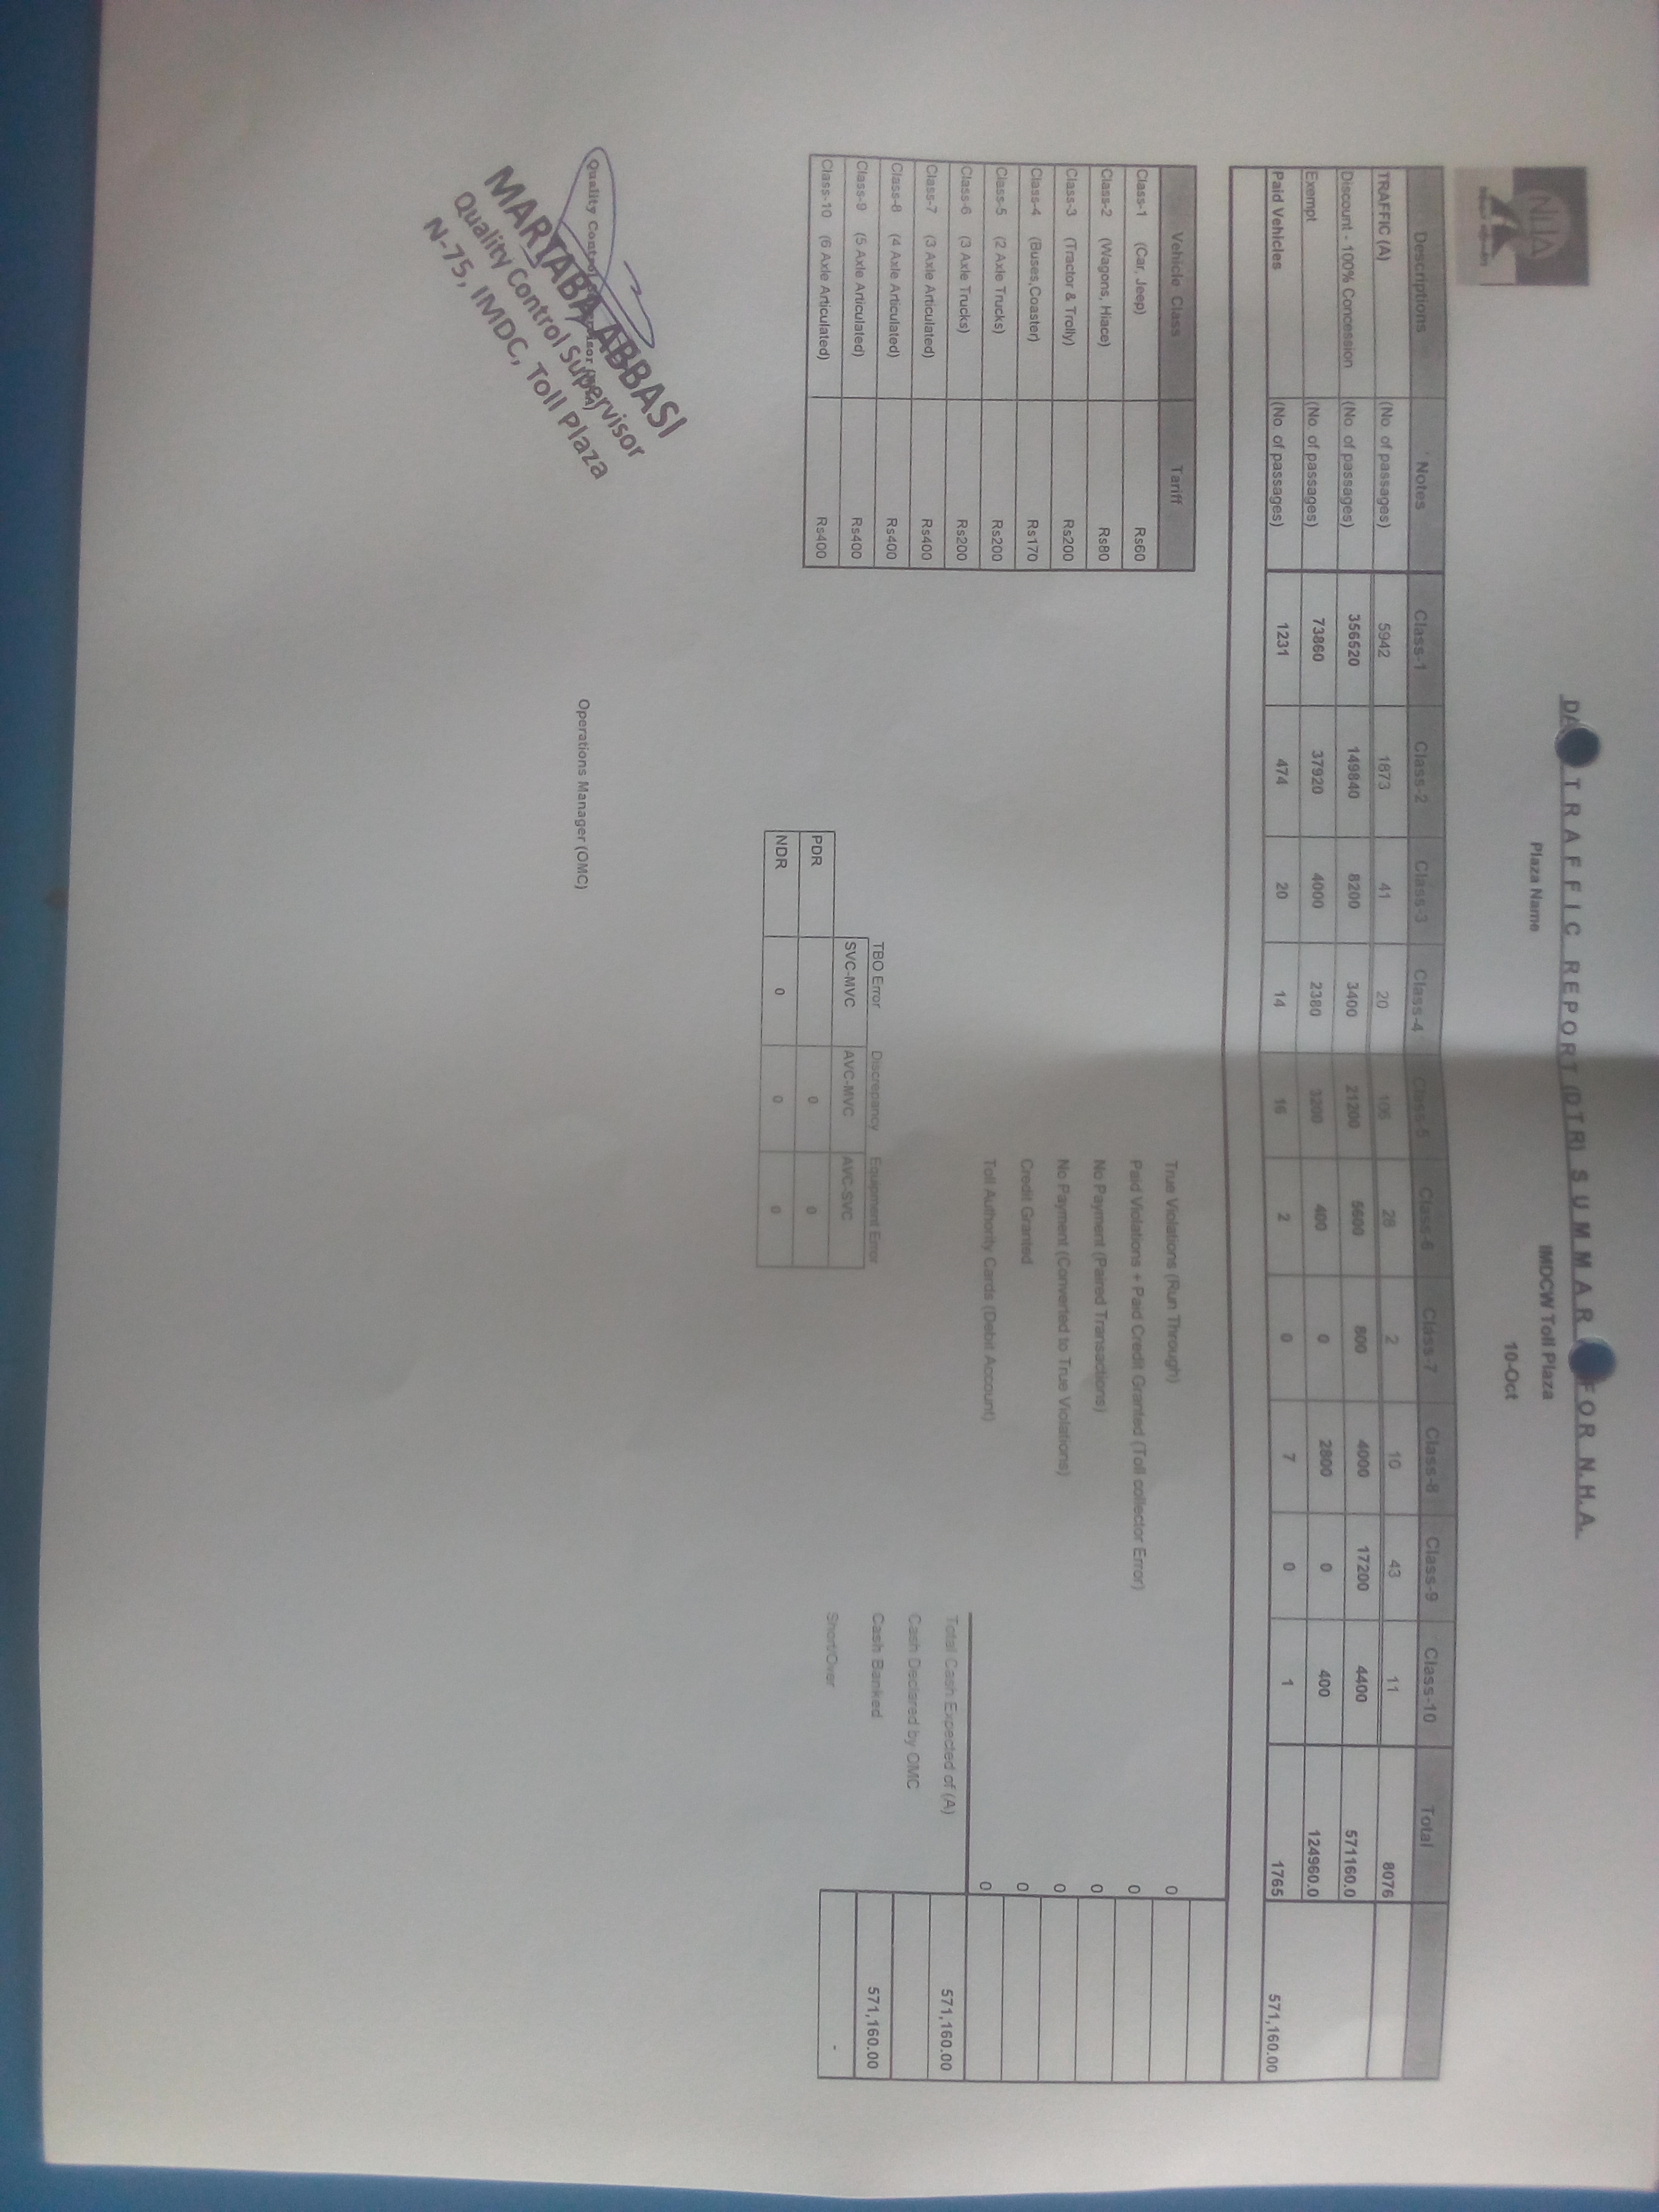 NHA
T R A F F I C R E P O R T (D T R) S U M M A R FOR N.H.A.
Plaza Name IMDCW Toll Plaza
10-Oct
Descriptions Notes Class-1 Class-2 Class-3 Class-4 Class-5 Class-6 Class-7 Class-8 Class-9 Class-10 Total
TRAFFIC (A) (No. of passages) 5942 1873 41 20 106 28 2 10 43 11 8076
Discount - 100% Concession (No. of passages) 356520 149840 8200 3400 21200 5600 800 4000 17200 4400 571160.0
Exempt (No. of passages) 73860 37920 4000 2380 3200 400 0 2800 0 400 124960.0
Paid Vehicles (No. of passages) 1231 474 20 14 16 2 0 7 0 1 1765 571,160.00
Vehicle Class Tariff
Class-1 (Car, Jeep) Rs60
Class-2 (Wagons, Hiace) Rs80
Class-3 (Tractor & Trolly) Rs200
Class-4 (Buses,Coaster) Rs170
Class-5 (2 Axle Trucks) Rs200
Class-6 (3 Axle Trucks) Rs200
Class-7 (3 Axle Articulated) Rs400
Class-8 (4 Axle Articulated) Rs400
Class-9 (5 Axle Articulated) Rs400
Class-10 (6 Axle Articulated) Rs400
True Violations (Run Through) 0
Paid Violations + Paid Credit Granted (Toll collector Error) 0
No Payment (Paired Transactions) 0
No Payment (Converted to True Violations) 0
Credit Granted 0
Toll Authority Cards (Debit Account) 0
Total Cash Expected of (A) 571,160.00
Cash Declared by OMC
Cash Banked 571,160.00
Short/Over -
TBO Error Discrepancy Equipment Error
SVC-MVC AVC-MVC AVC-SVC
PDR 0 0
NDR 0 0 0
Quality Control
Operations Manager (OMC)
MARTABA ABBASI
Quality Control Supervisor
N-75, IMDC, Toll Plaza